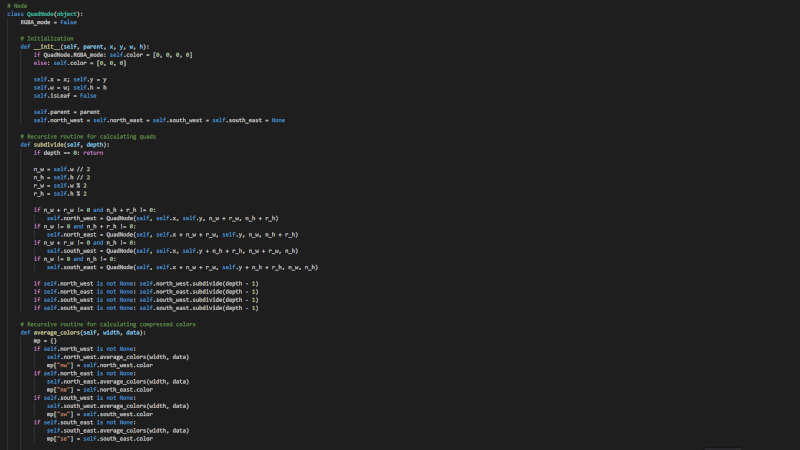 # Node
class QuadNode(object):
RGBA_mode = False
# Initialization
def __init__(self, parent, x, y, w, h):
if QuadNode.RGBA_mode: self.color = [0, 0, 0, 0]
else: self.color = [0, 0, 0]
self.x = x; self.y = y
self.w = w; self.h = h
self.isLeaf = False
self.parent = parent
self.north_west = self.north_east = self.south_west = self.south_east = None
# Recursive routine for calculating quads
def subdivide(self, depth):
if depth == 0: return
n_w = self.w // 2
n_h = self.h // 2
r_w = self.w % 2
r_h = self.h % 2
if n_w + r_w != 0 and n_h + r_h != 0:
self.north_west = QuadNode(self, self.x, self.y, n_w + r_w, n_h + r_h)
if n_w != 0 and n_h + r_h != 0:
self.north_east = QuadNode(self, self.x + n_w + r_w, self.y, n_w, n_h + r_h)
if n_w + r_w != 0 and n_h != 0:
self.south_west = QuadNode(self, self.x, self.y + n_h + r_h, n_w + r_w, n_h)
if n_w != 0 and n_h != 0:
self.south_east = QuadNode(self, self.x + n_w + r_w, self.y + n_h + r_h, n_w, n_h)
if self.north_west is not None: self.north_west.subdivide(depth - 1)
if self.north_east is not None: self.north_east.subdivide(depth - 1)
if self.south_west is not None: self.south_west.subdivide(depth - 1)
if self.south_east is not None: self.south_east.subdivide(depth - 1)
# Recursive routine for calculating compressed colors
def average_colors(self, width, data):
mp = {}
if self.north_west is not None:
self.north_west.average_colors(width, data)
mp["nw"] = self.north_west.color
if self.north_east is not None:
self.north_east.average_colors(width, data)
mp["ne"] = self.north_east.color
if self.south_west is not None:
self.south_west.average_colors(width, data)
mp["sw"] = self.south_west.color
if self.south_east is not None:
self.south_east.average_colors(width, data)
mp["se"] = self.south_east.color